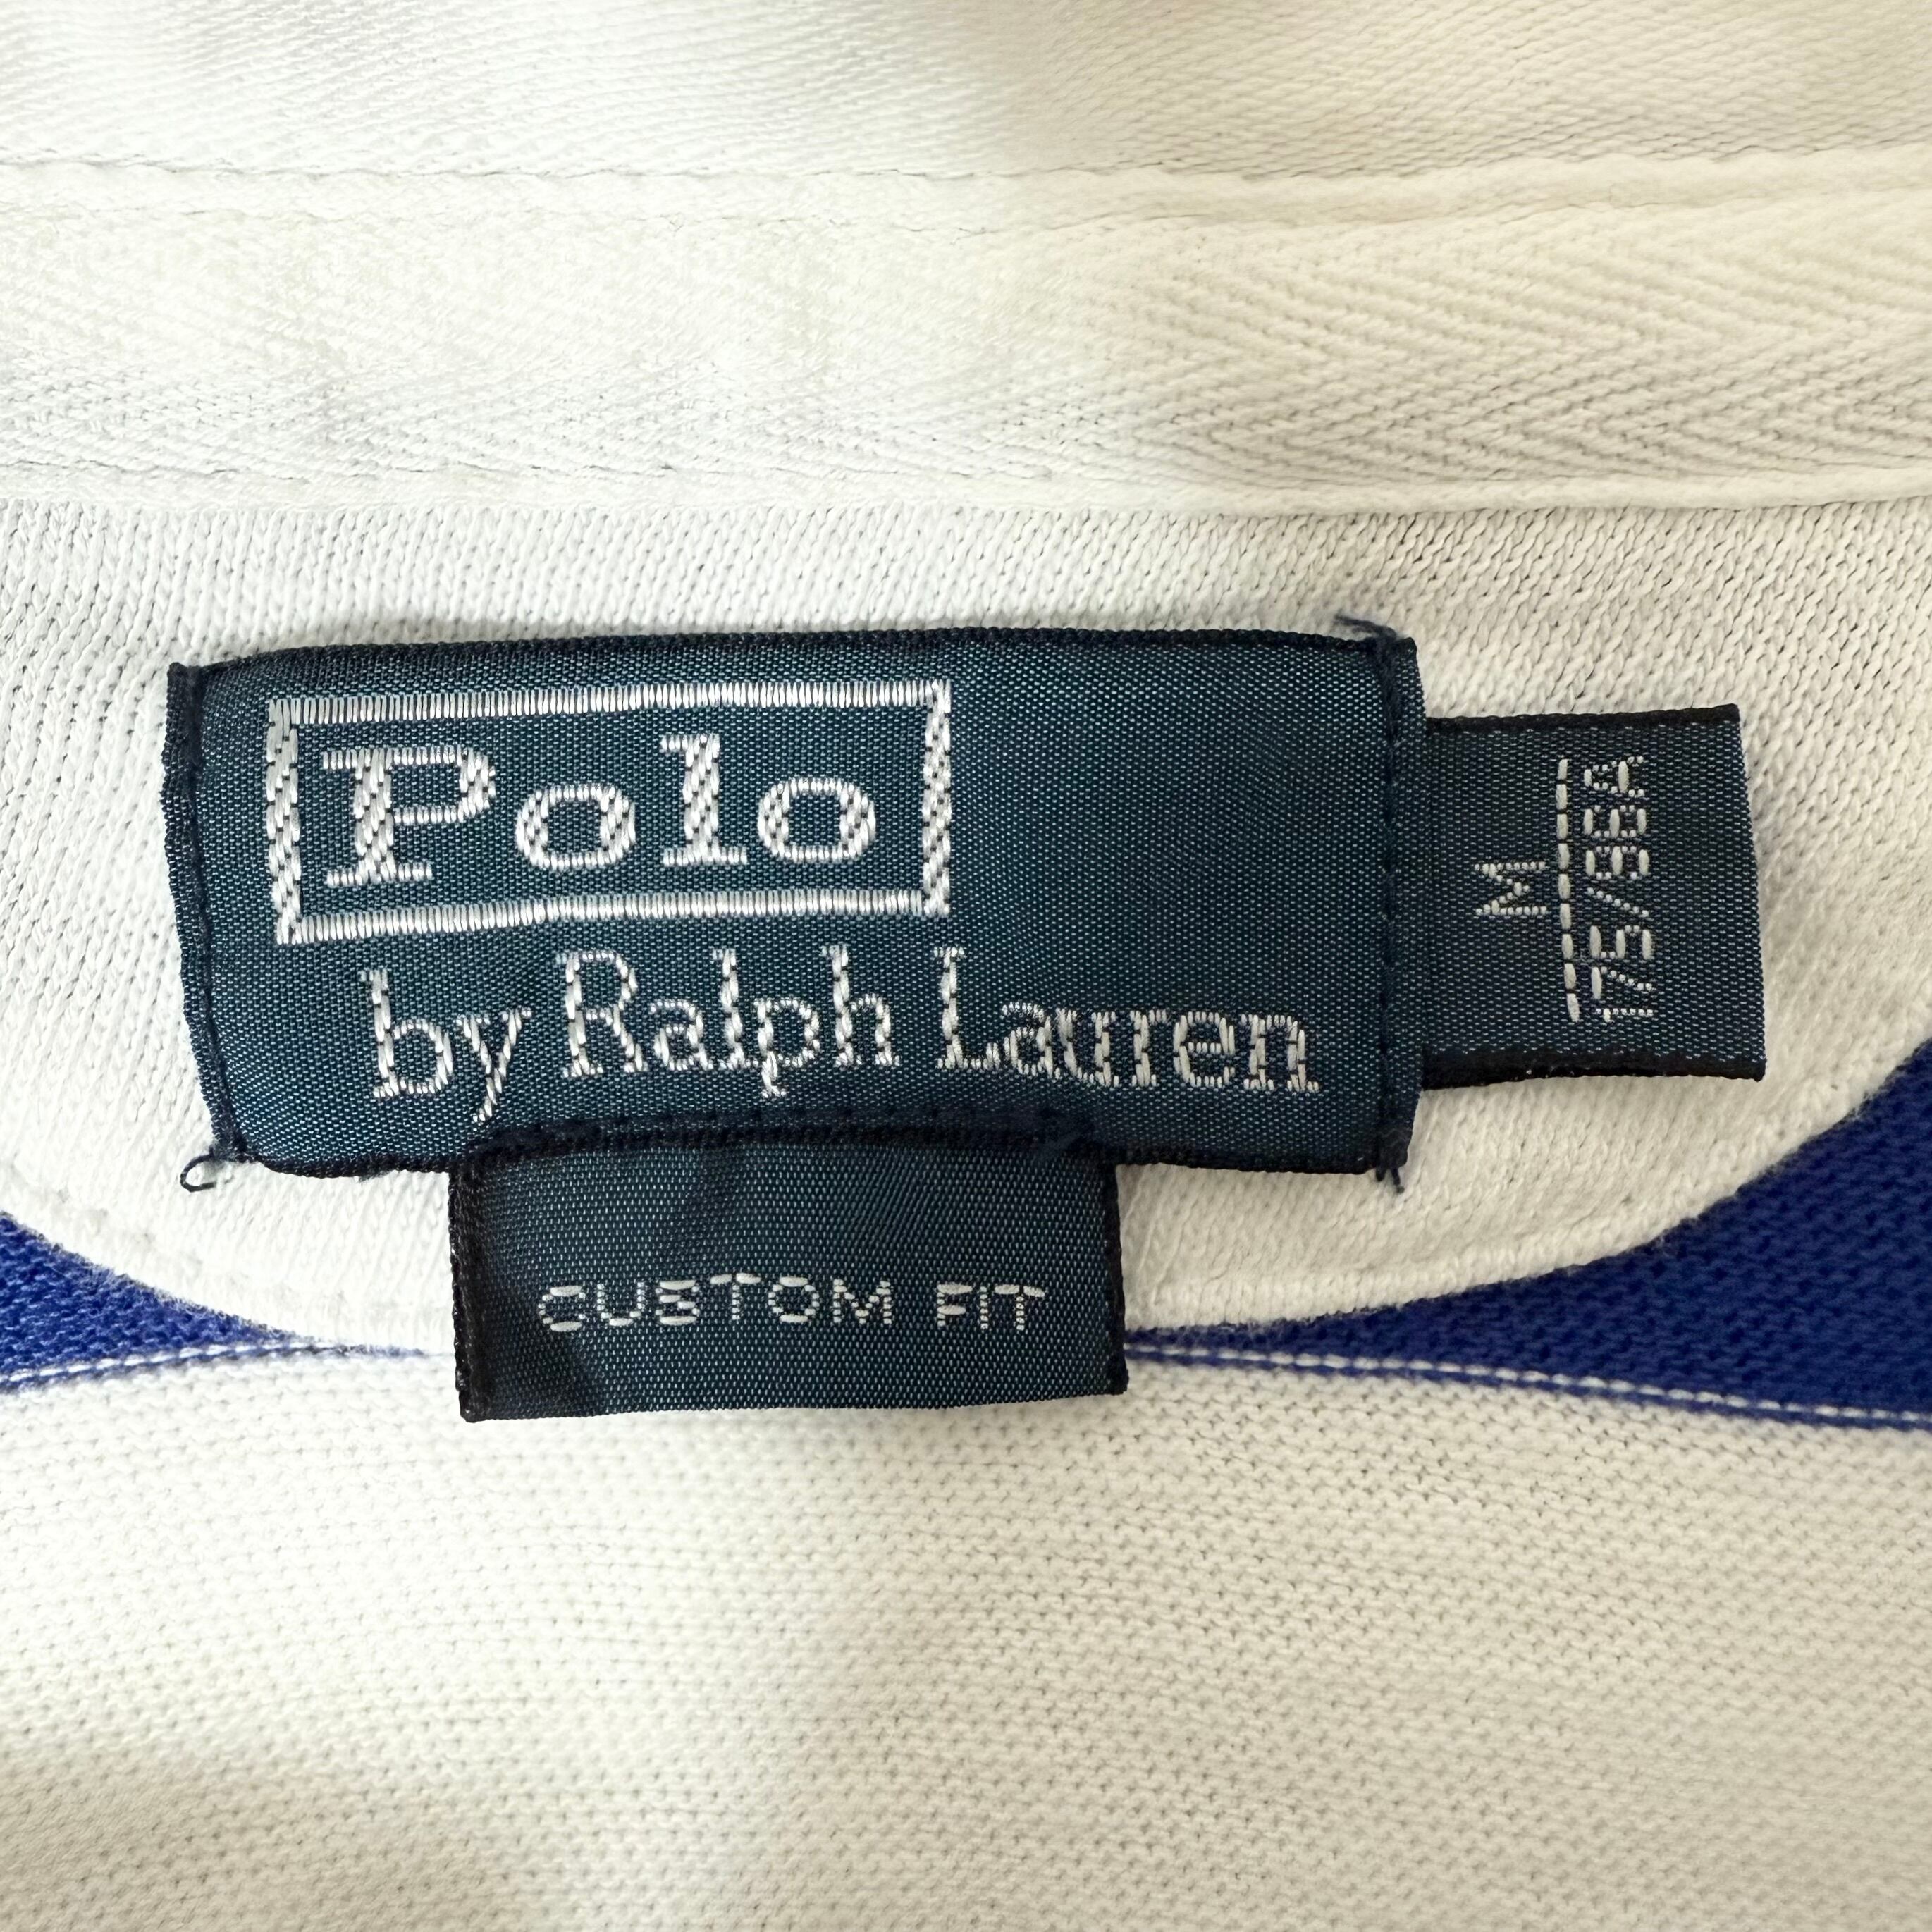 Polo
by Ralph Lauren
M
175/96A
CUSTOM FIT